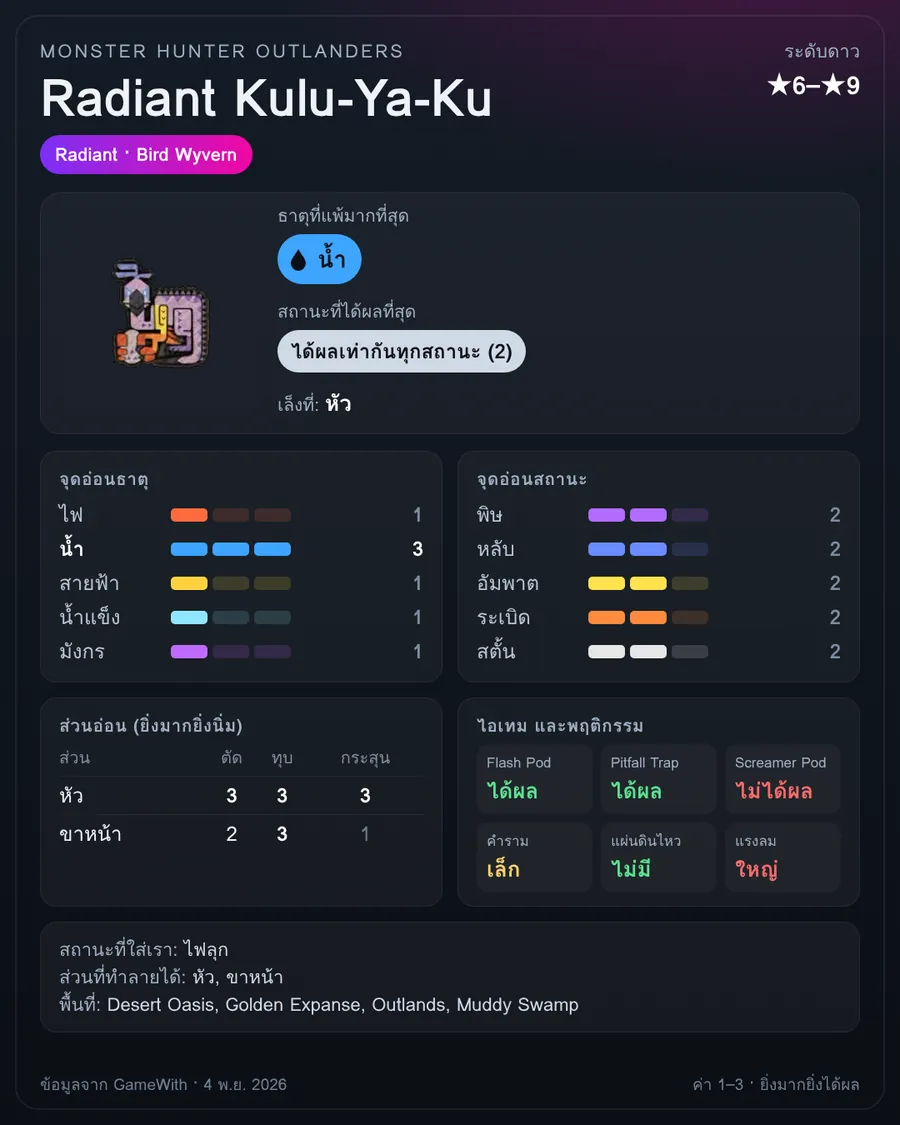 MONSTER HUNTER OUTLANDERS
ระดับดาว
Radiant Kulu-Ya-Ku
★6–★9
Radiant · Bird Wyvern
ธาตุที่แพ้มากที่สุด
น้ำ
สถานะที่ได้ผลที่สุด
ได้ผลเท่ากันทุกสถานะ (2)
เล็งที่: หัว
จุดอ่อนธาตุ
ไฟ 1
น้ำ 3
สายฟ้า 1
น้ำแข็ง 1
มังกร 1
จุดอ่อนสถานะ
พิษ 2
หลับ 2
อัมพาต 2
ระเบิด 2
สตั้น 2
ส่วนอ่อน (ยิ่งมากยิ่งนิ่ม)
ส่วน ตัด ทุบ กระสุน
หัว 3 3 3
ขาหน้า 2 3 1
ไอเทม และพฤติกรรม
Flash Pod
ได้ผล
Pitfall Trap
ได้ผล
Screamer Pod
ไม่ได้ผล
คำราม
เล็ก
แผ่นดินไหว
ไม่มี
แรงลม
ใหญ่
สถานะที่ใส่เรา: ไฟลุก
ส่วนที่ทำลายได้: หัว, ขาหน้า
พื้นที่: Desert Oasis, Golden Expanse, Outlands, Muddy Swamp
ข้อมูลจาก GameWith · 4 พ.ย. 2026
ค่า 1–3 · ยิ่งมากยิ่งได้ผล